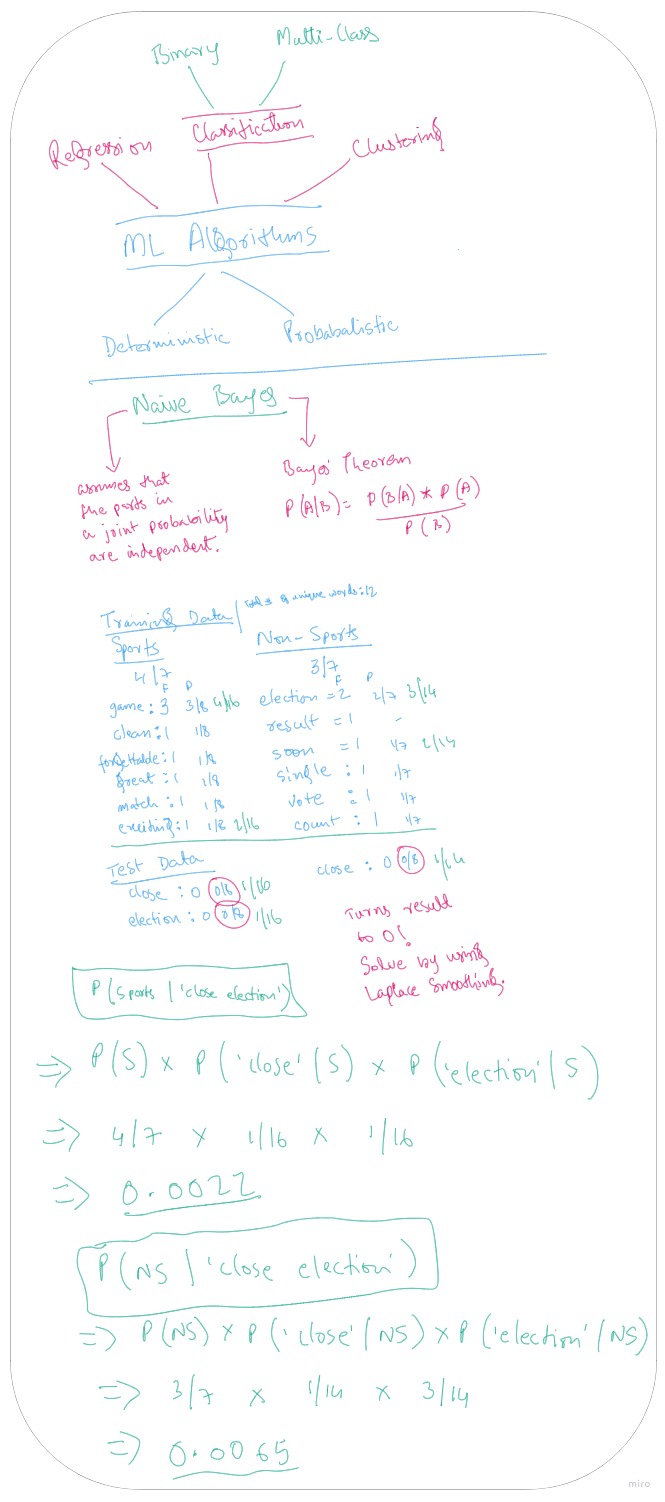 Binary Multi-Class
Classification
Regression Clustering
ML Algorithms
Deterministic Probabalistic
Naive Bayes
assumes that
the parts in
a joint probability
are independent.
Bayes' Theorem
P(A/B) = P(B/A) * P(A)
P(B)
Training Data Total # of unique words: 12
Sports Non-Sports
4/7 3/7
F P F P
game: 3 3/8 4/16 election = 2 2/7 3/14
clean: 1 1/8 result = 1 -
forgettable: 1 1/8 soon = 1 1/7 2/14
great: 1 1/8 single: 1 1/7
match: 1 1/8 vote: 1 1/7
exciting: 1 1/8 2/16 count: 1 1/7
Test Data
close: 0 0/8 1/16 close: 0 0/8 1/14
election: 0 0/8 1/16
Turns result
to 0!
Solve by using
Laplace Smoothing.
P(Sports | 'close election')
=> P(S) x P('close' / S) x P('election' / S)
=> 4/7 x 1/16 x 1/16
=> 0.0022
P(NS | 'close election')
=> P(NS) x P('close' / NS) x P('election' / NS)
=> 3/7 x 1/14 x 3/14
=> 0.0065
miro